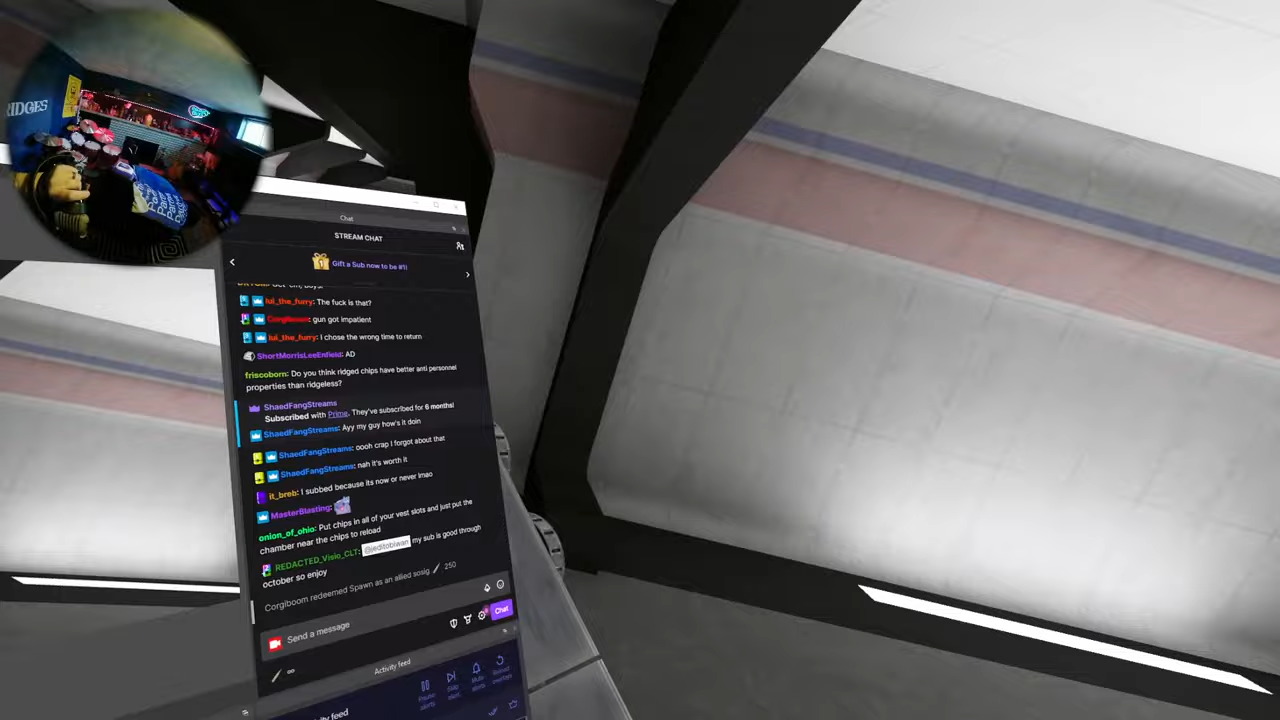 RIDGES
Chat
STREAM CHAT
Gift a Sub now to be #1!
lui_the_furry: The fuck is that?
gun got impatient
lui_the_furry: I chose the wrong time to return
ShortMorrisLeeEnfield: AD
friscoborn: Do you think ridged chips have better anti personnel
properties than ridgeless?
ShaedFangStreams
Subscribed with Prime. They've subscribed for 6 months!
ShaedFangStreams: Ayy my guy how's it doin
ShaedFangStreams: oooh crap I forgot about that
ShaedFangStreams: nah it's worth it
it_breb: I subbed because its now or never lmao
MasterBlasting:
onion_of_ohio: Put chips in all of your vest slots and just put the
chamber near the chips to reload
REDACTED_Visio_CLT: @jeditobiwan my sub is good through
october so enjoy
Corgiboom redeemed Spawn as an allied sosig 250
Send a message
Chat
Activity feed